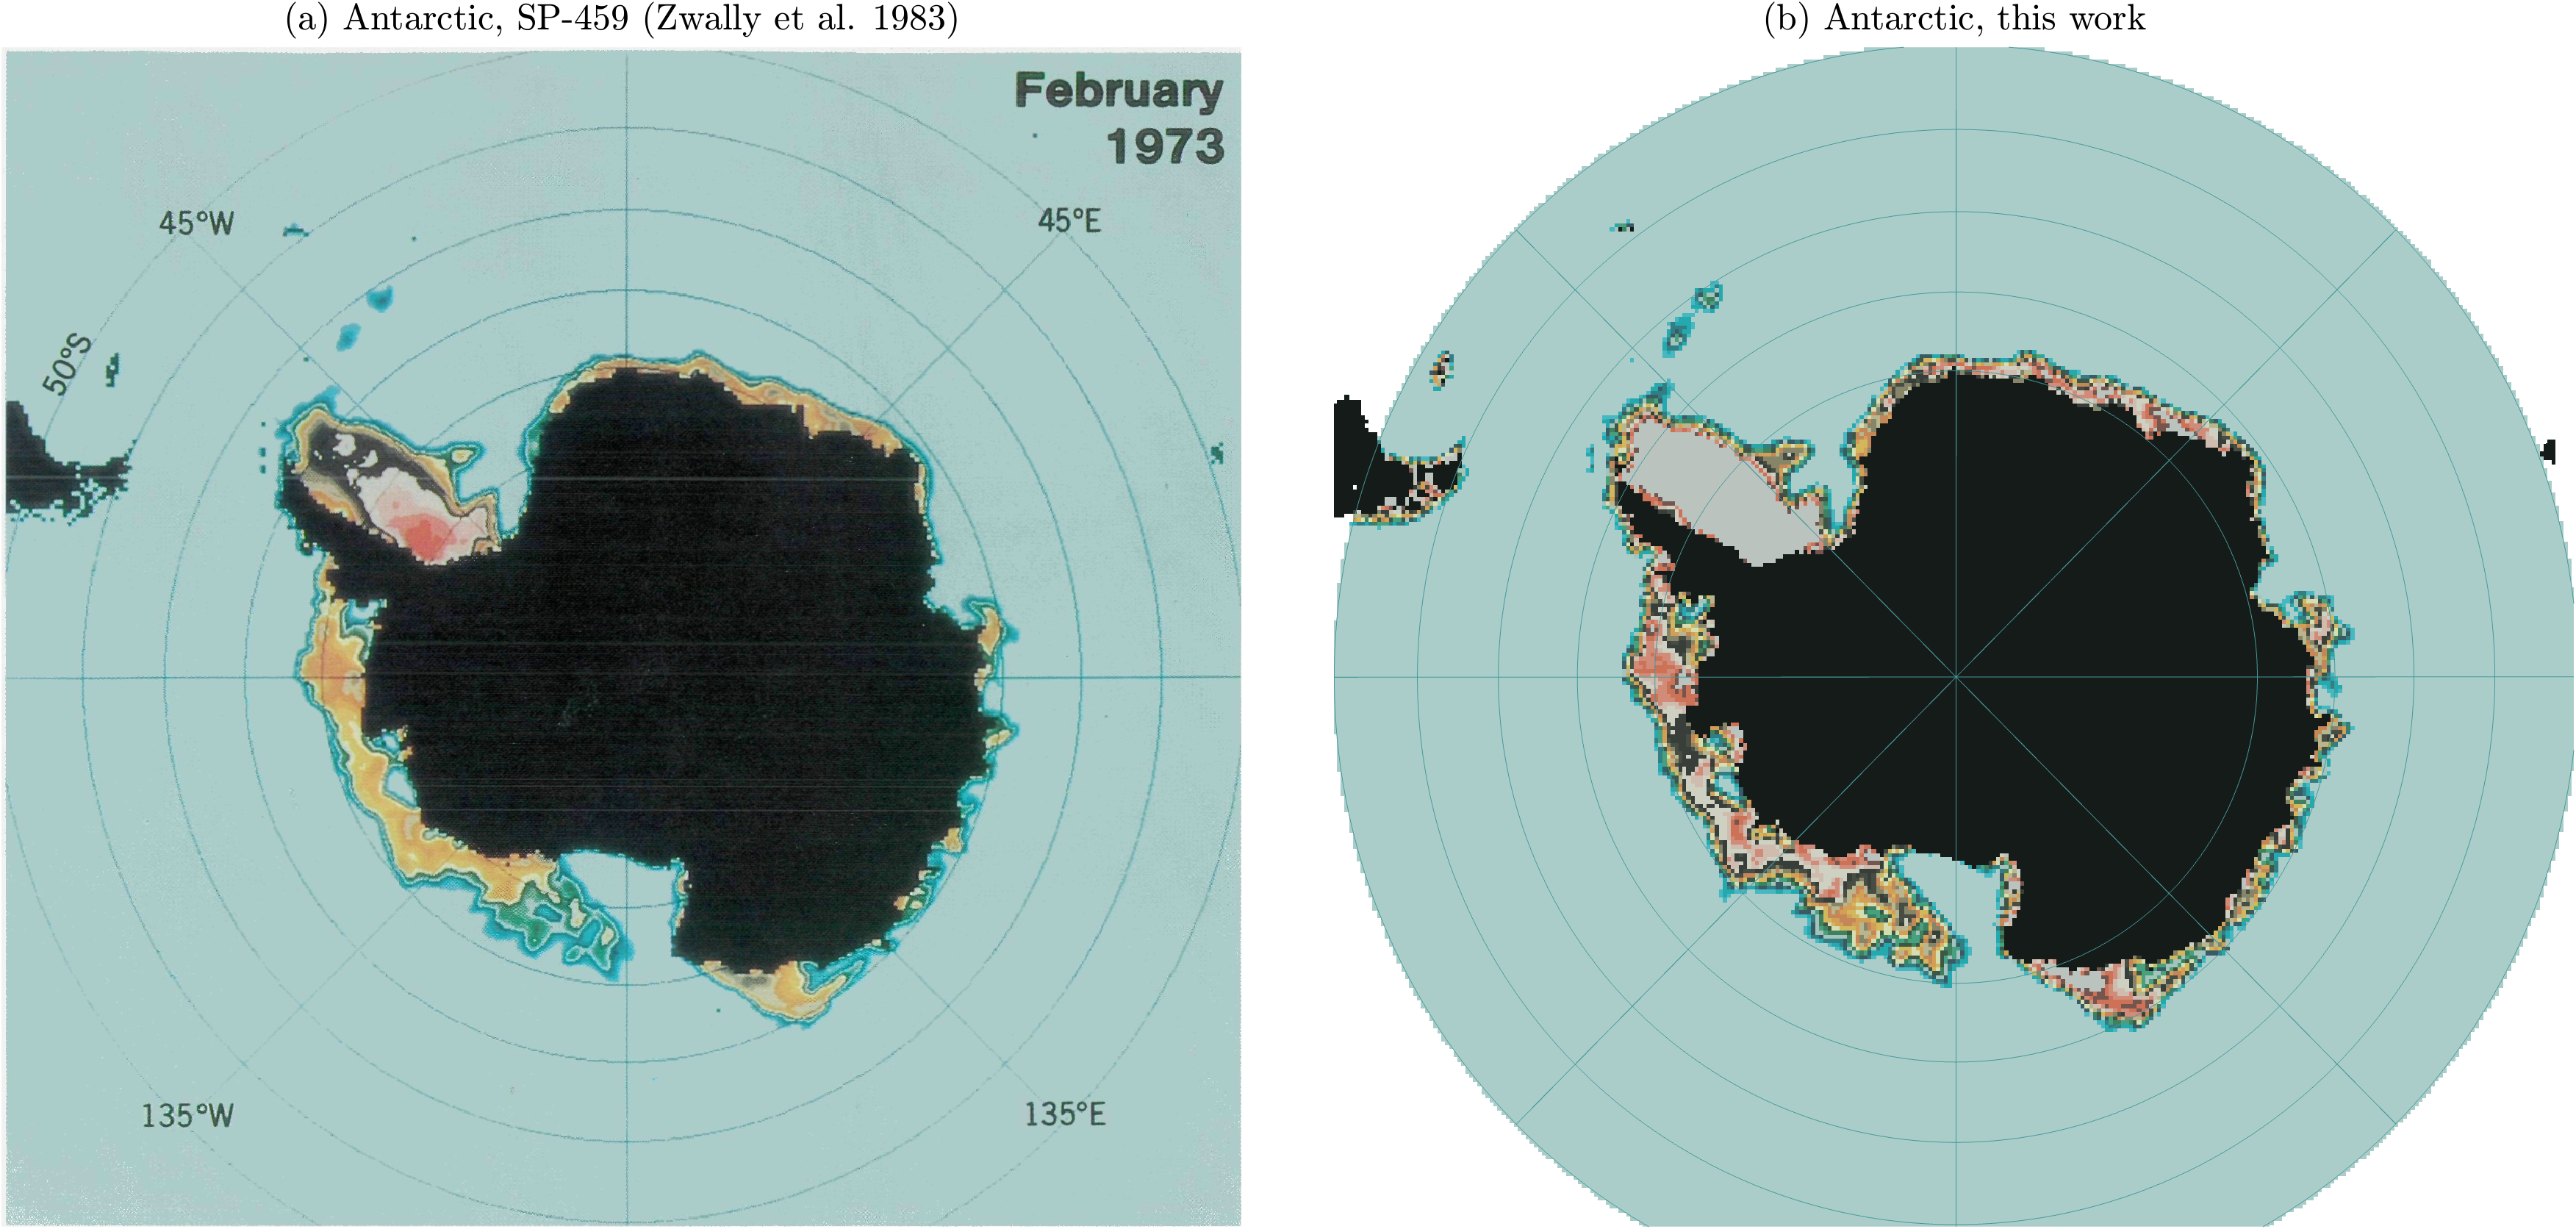 (a) Antarctic, SP-459 (Zwally et al. 1983)
(b) Antarctic, this work
February
1973
45°W
45°E
50°S
135°W
135°E